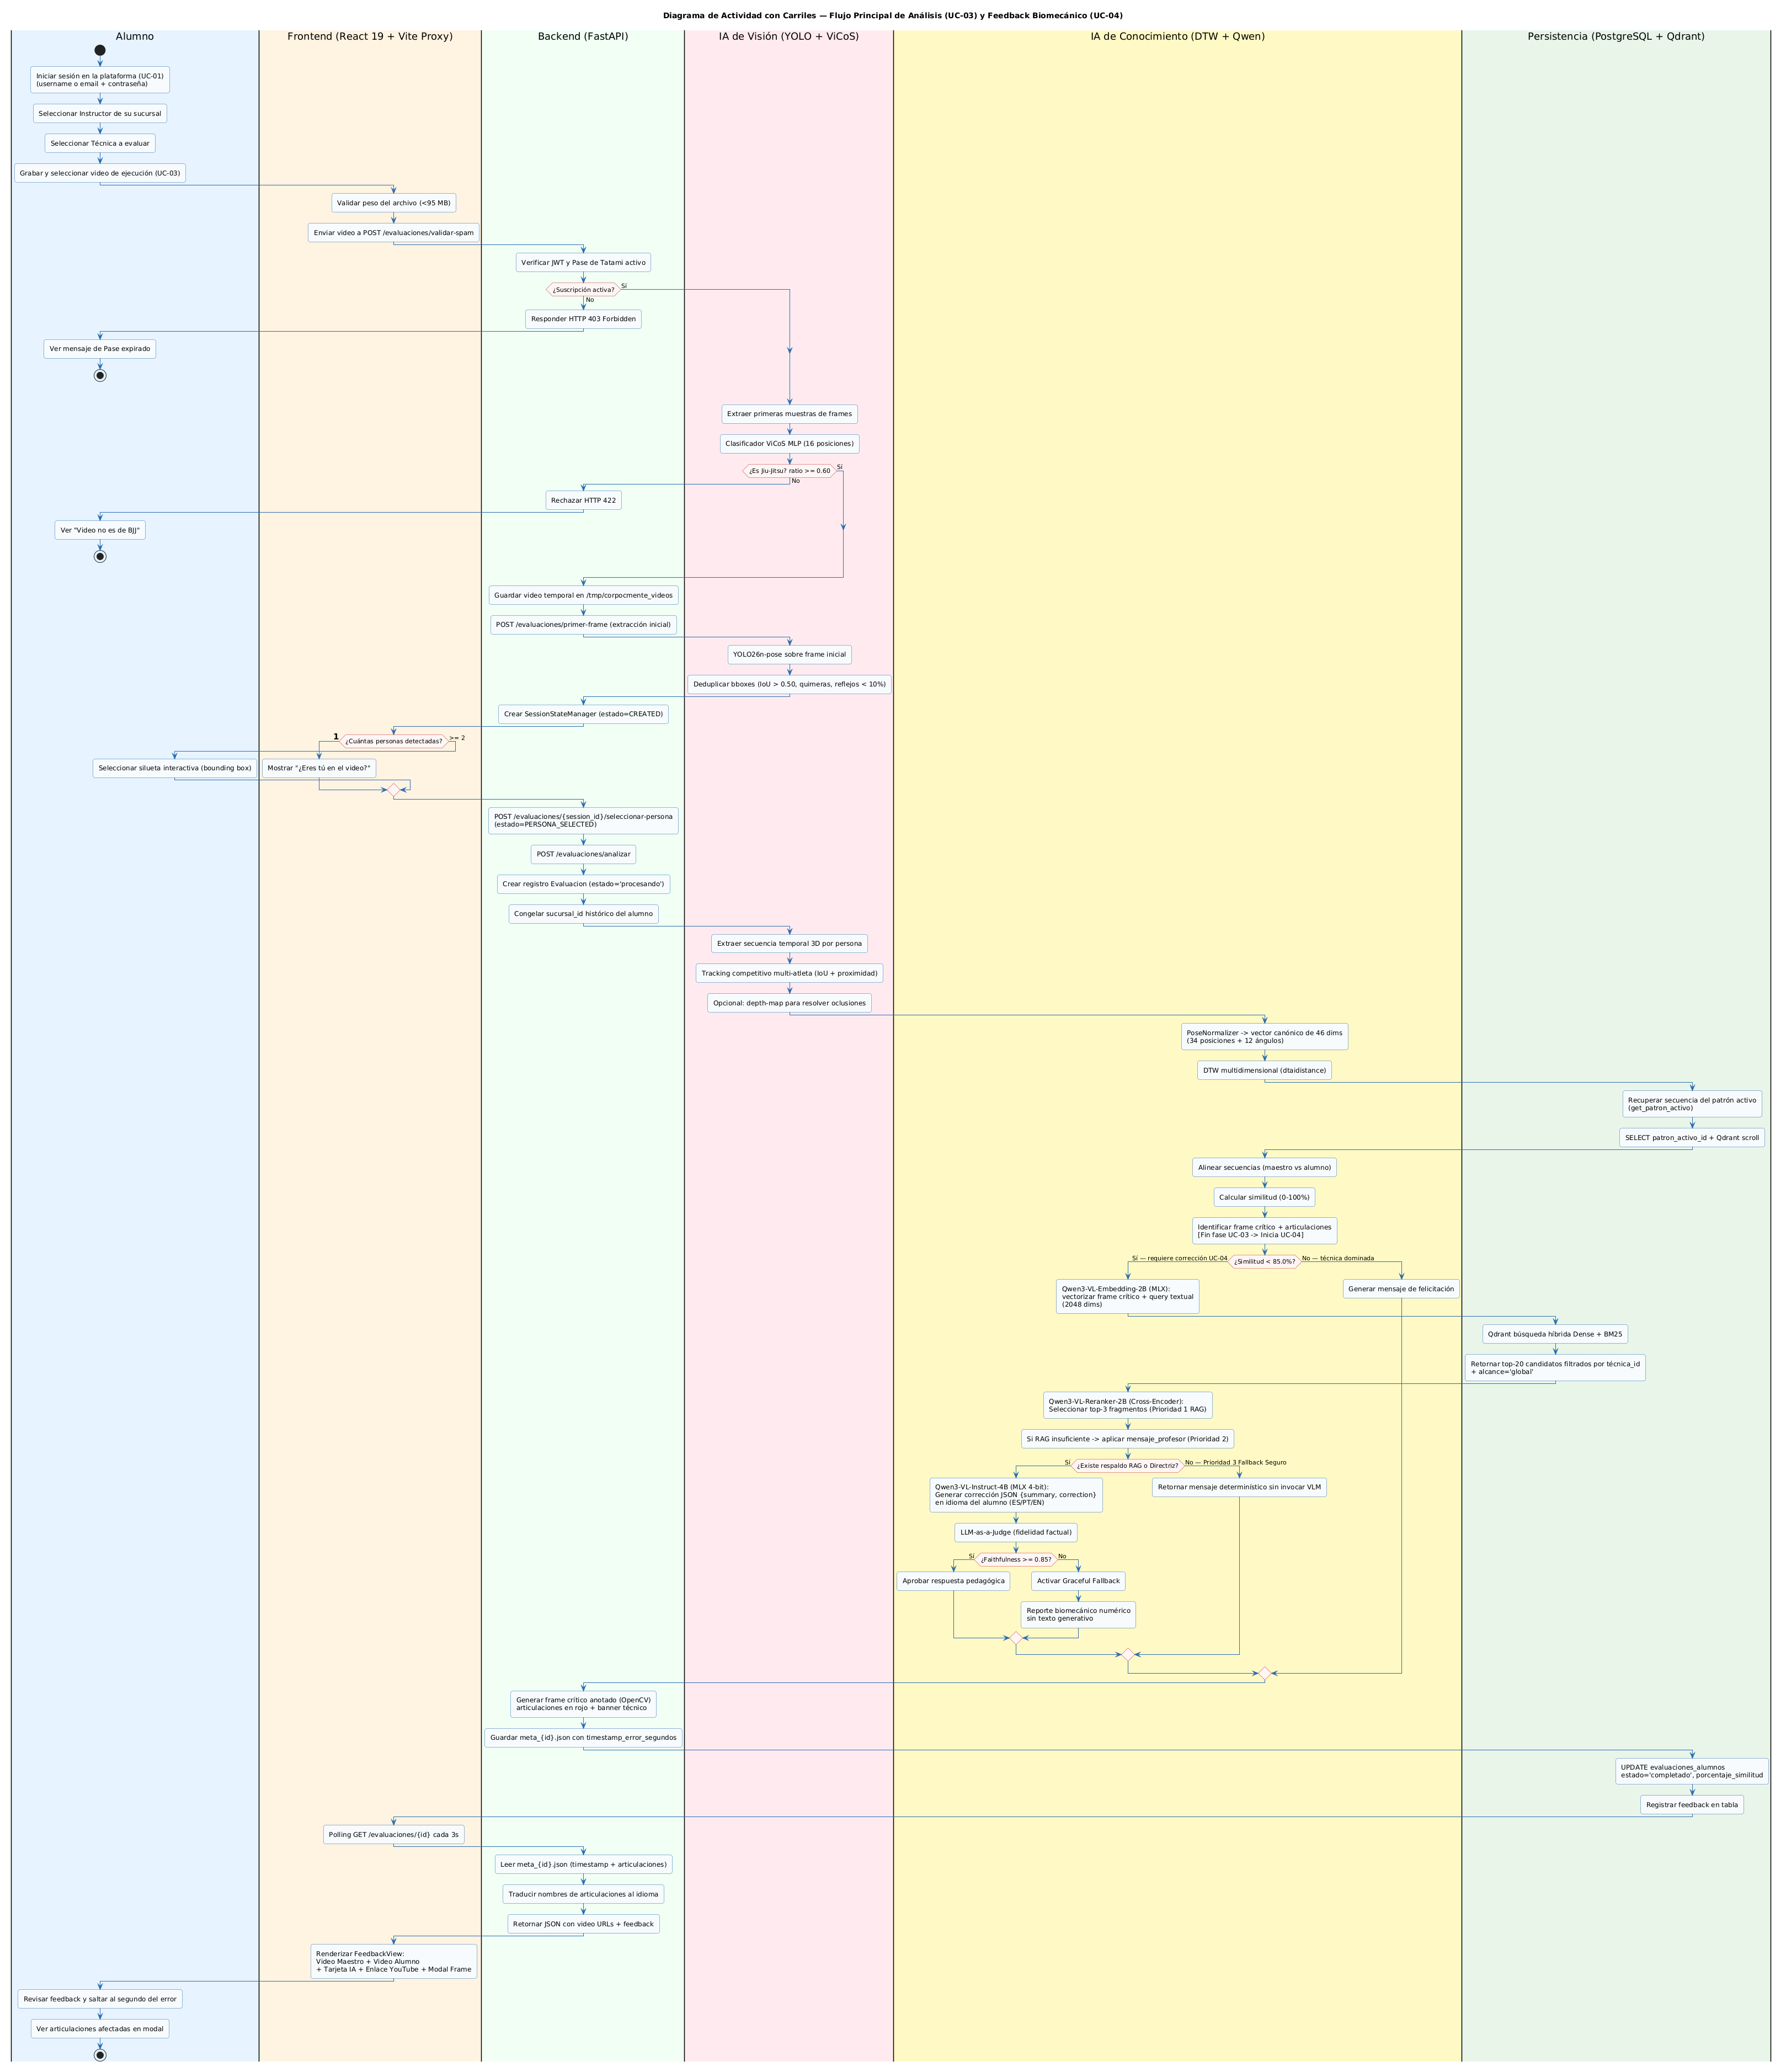 Diagrama de Actividad con Carriles — Flujo Principal de Análisis (UC-03) y Feedback Biomecánico (UC-04)
Alumno
Frontend (React 19 + Vite Proxy)
Backend (FastAPI)
IA de Visión (YOLO + ViCoS)
IA de Conocimiento (DTW + Qwen)
Persistencia (PostgreSQL + Qdrant)
Iniciar sesión en la plataforma (UC-01)
(username o email + contraseña)
Seleccionar Instructor de su sucursal
Seleccionar Técnica a evaluar
Grabar y seleccionar video de ejecución (UC-03)
Validar peso del archivo (<95 MB)
Enviar video a POST /evaluaciones/validar-spam
Verificar JWT y Pase de Tatami activo
¿Suscripción activa?
Sí
No
Responder HTTP 403 Forbidden
Ver mensaje de Pase expirado
Extraer primeras muestras de frames
Clasificador ViCoS MLP (16 posiciones)
¿Es Jiu-Jitsu? ratio >= 0.60
Sí
No
Rechazar HTTP 422
Ver "Video no es de BJJ"
Guardar video temporal en /tmp/corpocmente_videos
POST /evaluaciones/primer-frame (extracción inicial)
YOLO26n-pose sobre frame inicial
Deduplicar bboxes (IoU > 0.50, quimeras, reflejos < 10%)
Crear SessionStateManager (estado=CREATED)
1
¿Cuántas personas detectadas?
>= 2
Seleccionar silueta interactiva (bounding box)
Mostrar "¿Eres tú en el video?"
POST /evaluaciones/{session_id}/seleccionar-persona
(estado=PERSONA_SELECTED)
POST /evaluaciones/analizar
Crear registro Evaluacion (estado='procesando')
Congelar sucursal_id histórico del alumno
Extraer secuencia temporal 3D por persona
Tracking competitivo multi-atleta (IoU + proximidad)
Opcional: depth-map para resolver oclusiones
PoseNormalizer -> vector canónico de 46 dims
(34 posiciones + 12 ángulos)
DTW multidimensional (dtaidistance)
Recuperar secuencia del patrón activo
(get_patron_activo)
SELECT patron_activo_id + Qdrant scroll
Alinear secuencias (maestro vs alumno)
Calcular similitud (0-100%)
Identificar frame crítico + articulaciones
[Fin fase UC-03 -> Inicia UC-04]
Sí — requiere corrección UC-04
¿Similitud < 85.0%?
No — técnica dominada
Qwen3-VL-Embedding-2B (MLX):
vectorizar frame crítico + query textual
(2048 dims)
Generar mensaje de felicitación
Qdrant búsqueda híbrida Dense + BM25
Retornar top-20 candidatos filtrados por técnica_id
+ alcance='global'
Qwen3-VL-Reranker-2B (Cross-Encoder):
Seleccionar top-3 fragmentos (Prioridad 1 RAG)
Si RAG insuficiente -> aplicar mensaje_profesor (Prioridad 2)
Sí
¿Existe respaldo RAG o Directriz?
No — Prioridad 3 Fallback Seguro
Qwen3-VL-Instruct-4B (MLX 4-bit):
Generar corrección JSON {summary, correction}
en idioma del alumno (ES/PT/EN)
Retornar mensaje determinístico sin invocar VLM
LLM-as-a-Judge (fidelidad factual)
Sí
¿Faithfulness >= 0.85?
No
Aprobar respuesta pedagógica
Activar Graceful Fallback
Reporte biomecánico numérico
sin texto generativo
Generar frame crítico anotado (OpenCV)
articulaciones en rojo + banner técnico
Guardar meta_{id}.json con timestamp_error_segundos
UPDATE evaluaciones_alumnos
estado='completado', porcentaje_similitud
Registrar feedback en tabla
Polling GET /evaluaciones/{id} cada 3s
Leer meta_{id}.json (timestamp + articulaciones)
Traducir nombres de articulaciones al idioma
Retornar JSON con video URLs + feedback
Renderizar FeedbackView:
Video Maestro + Video Alumno
+ Tarjeta IA + Enlace YouTube + Modal Frame
Revisar feedback y saltar al segundo del error
Ver articulaciones afectadas en modal